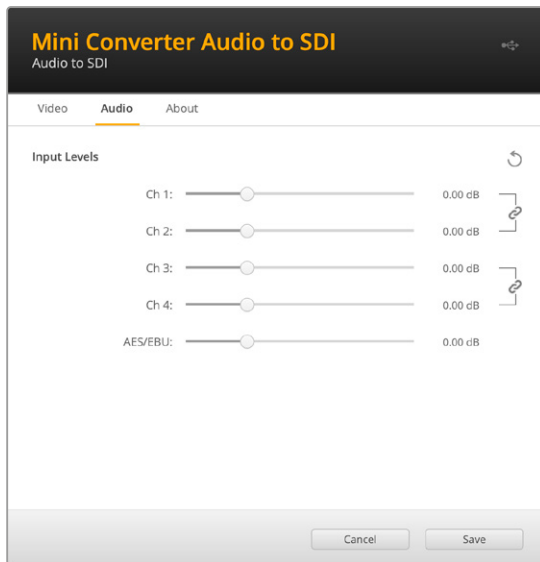 Mini Converter Audio to SDI
Audio to SDI
Video Audio About
Input Levels
Ch 1: 0.00 dB
Ch 2: 0.00 dB
Ch 3: 0.00 dB
Ch 4: 0.00 dB
AES/EBU: 0.00 dB
Cancel Save